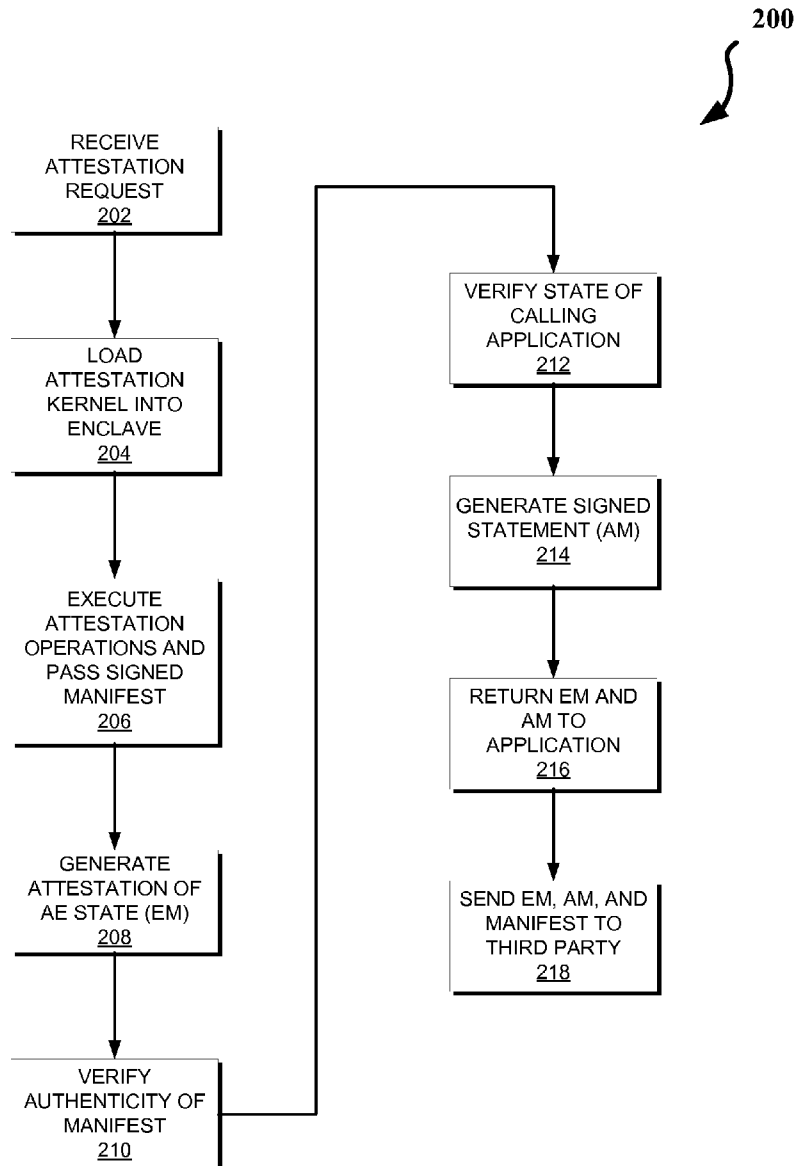 200
RECEIVE
ATTESTATION
REQUEST
202
LOAD
ATTESTATION
KERNEL INTO
ENCLAVE
204
EXECUTE
ATTESTATION
OPERATIONS AND
PASS SIGNED
MANIFEST
206
GENERATE
ATTESTATION OF
AE STATE (EM)
208
VERIFY
AUTHENTICITY OF
MANIFEST
210
VERIFY STATE OF
CALLING
APPLICATION
212
GENERATE SIGNED
STATEMENT (AM)
214
RETURN EM AND
AM TO
APPLICATION
216
SEND EM, AM, AND
MANIFEST TO
THIRD PARTY
218